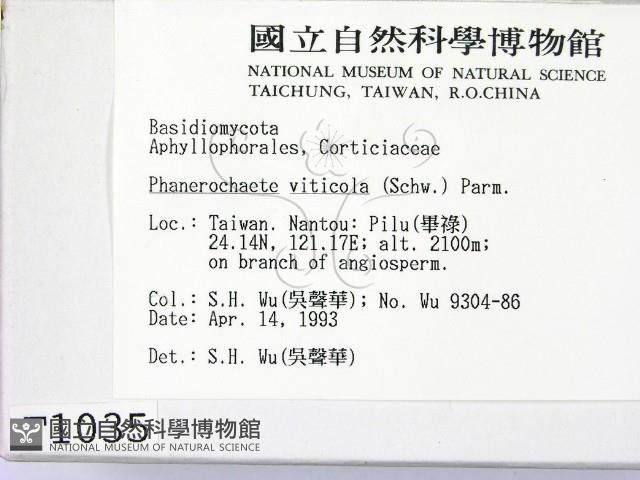 國立自然科學博物館
NATIONAL MUSEUM OF NATURAL SCIENCE
TAICHUNG, TAIWAN, R.O.CHINA
Basidiomycota
Aphyllophorales, Corticiaceae
Phanerochaete viticola (Schw.) Parm.
Loc.: Taiwan. Nantou: Pilu(畢祿)
24.14N, 121.17E; alt. 2100m;
on branch of angiosperm.
Col.: S.H. Wu(吳聲華); No. Wu 9304-86
Date: Apr. 14, 1993
Det.: S.H. Wu(吳聲華)
1035
國立自然科學博物館
NATIONAL MUSEUM OF NATURAL SCIENCE